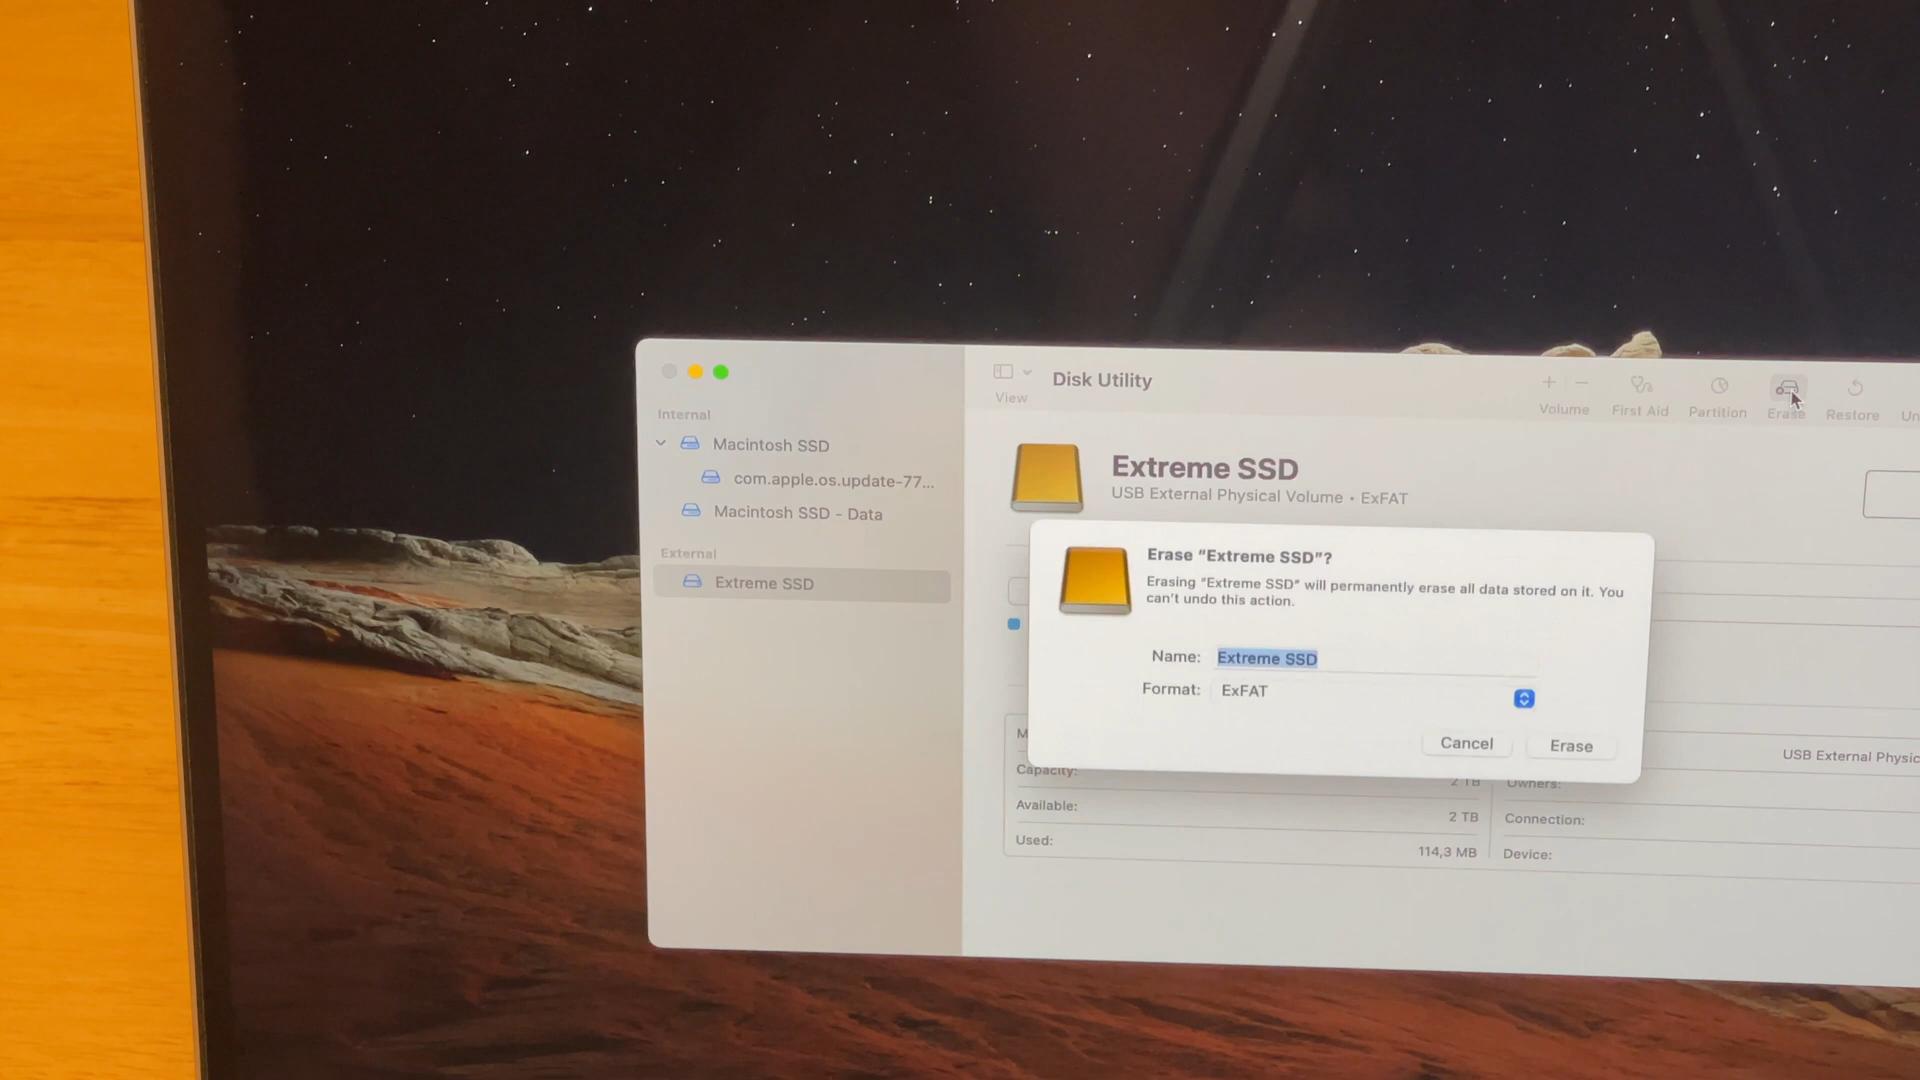 Internal
Macintosh SSD
com.apple.os.update-77...
Macintosh SSD - Data
External
Extreme SSD
View
Disk Utility
Volume
First Aid
Partition
Erase
Restore
Un
Extreme SSD
USB External Physical Volume • ExFAT
Erase “Extreme SSD”?
Erasing “Extreme SSD” will permanently erase all data stored on it. You
can’t undo this action.
Name: Extreme SSD
Format: ExFAT
Cancel
Erase
M
USB External Physic
Capacity: 2 TB
Owners:
Available: 2 TB
Connection:
Used: 114,3 MB
Device: